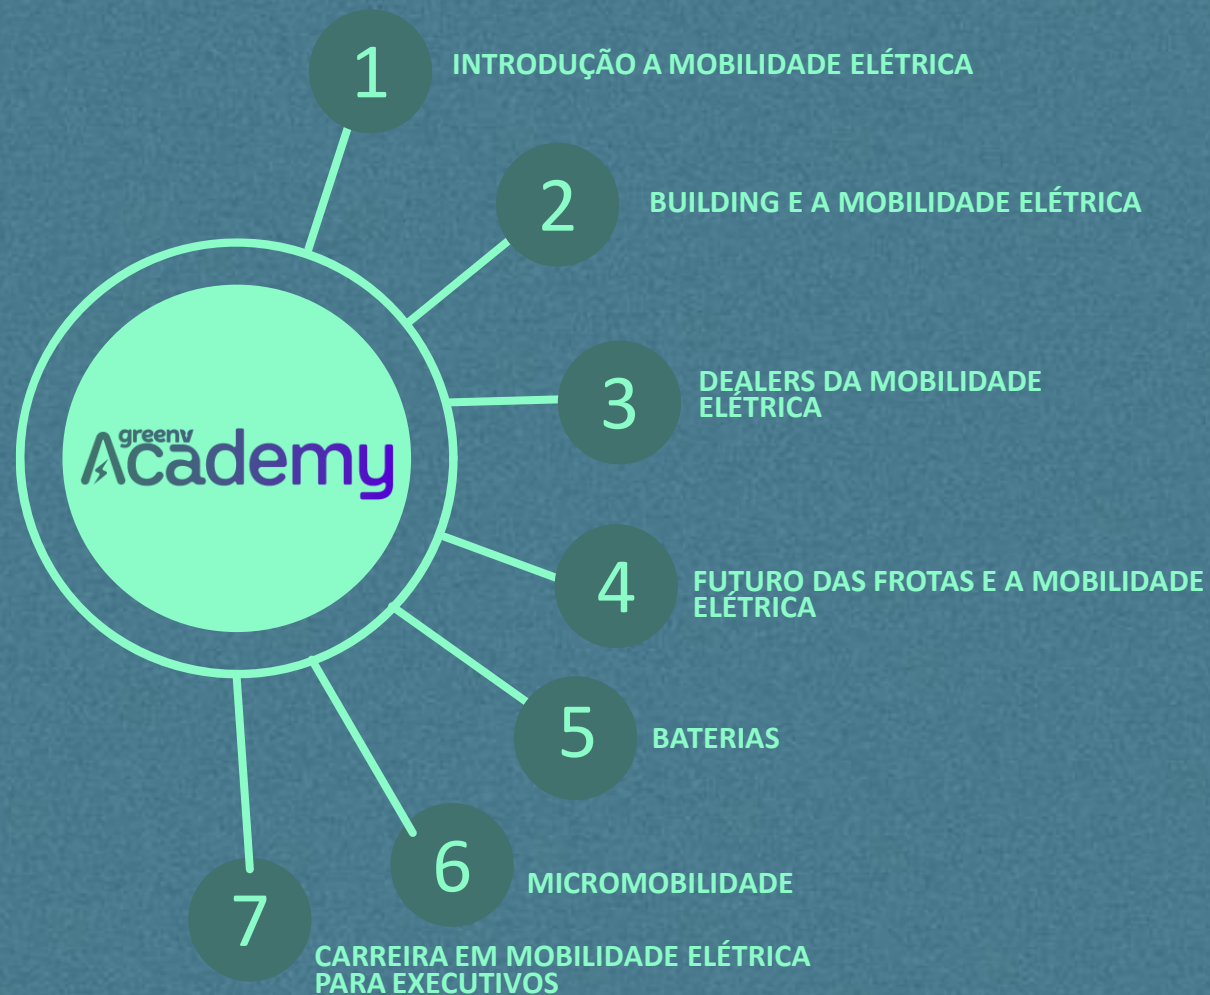 1
INTRODUÇÃO A MOBILIDADE ELÉTRICA
2
BUILDING E A MOBILIDADE ELÉTRICA
3
DEALERS DA MOBILIDADE
ELÉTRICA
greenv
Academy
4
FUTURO DAS FROTAS E A MOBILIDADE
ELÉTRICA
5
BATERIAS
6
MICROMOBILIDADE
7
CARREIRA EM MOBILIDADE ELÉTRICA
PARA EXECUTIVOS